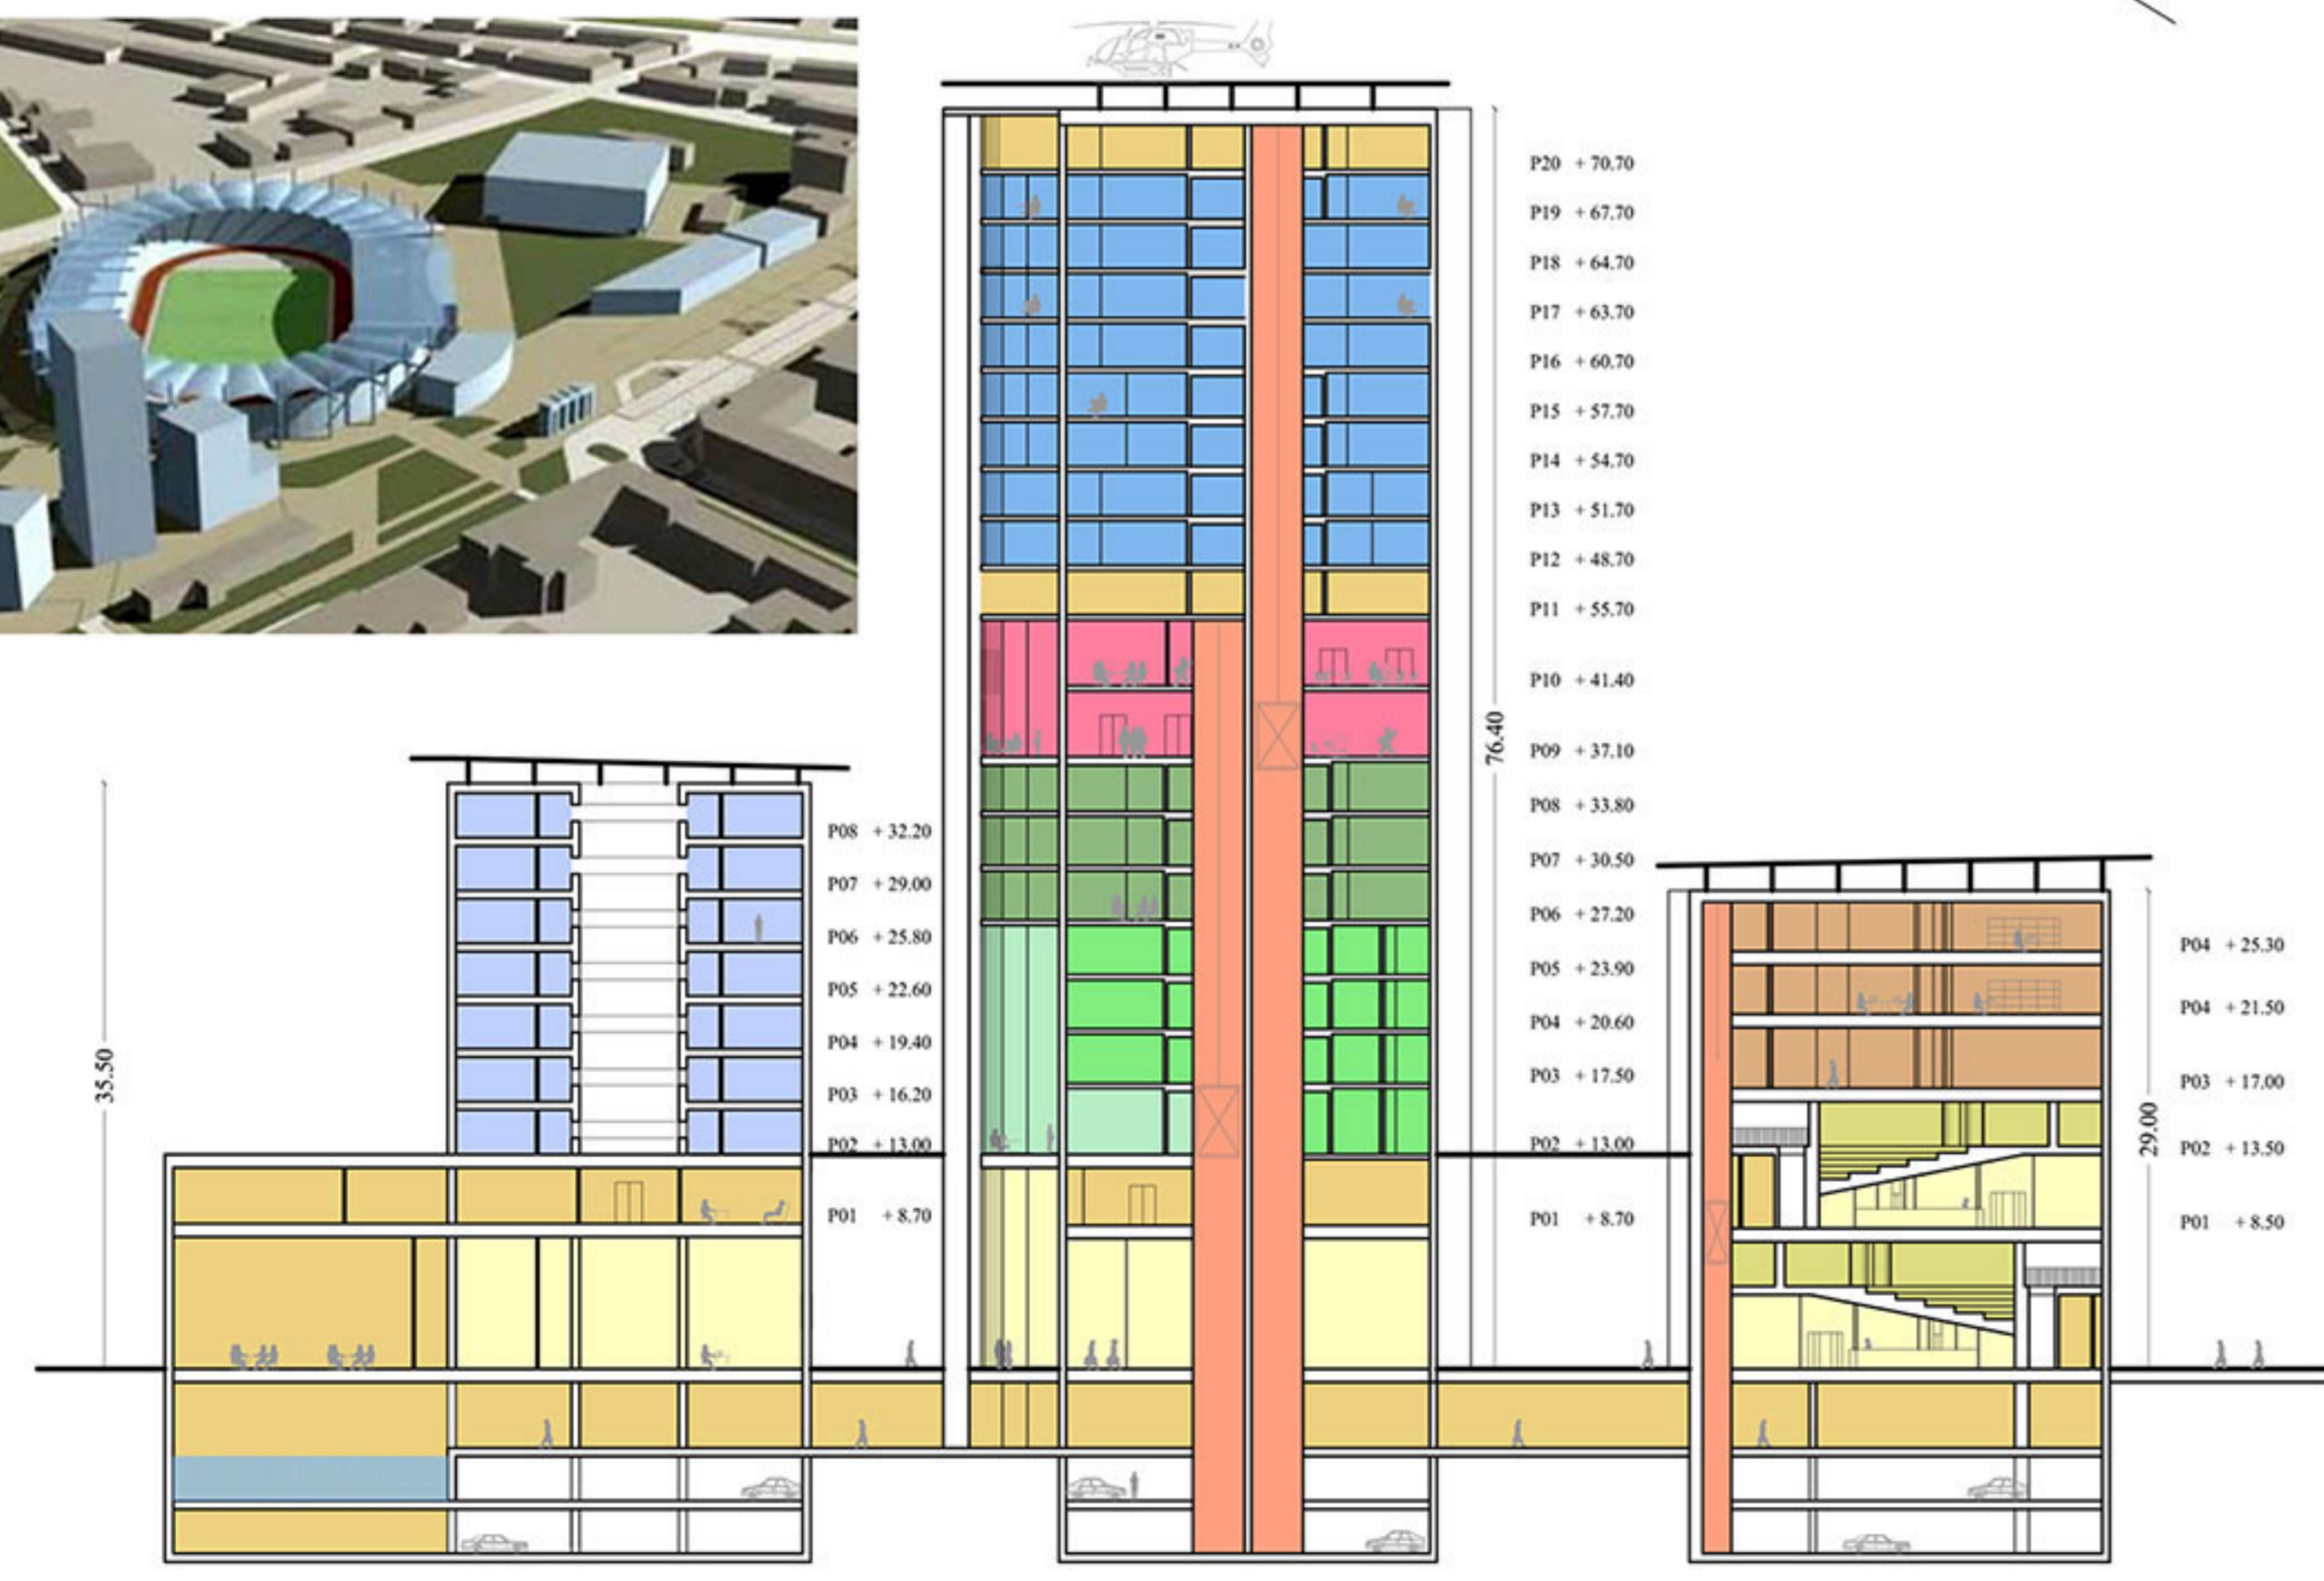 P20 + 70.70
P19 + 67.70
P18 + 64.70
P17 + 63.70
P16 + 60.70
P15 + 57.70
P14 + 54.70
P13 + 51.70
P12 + 48.70
P11 + 55.70
P10 + 41.40
P09 + 37.10
P08 + 33.80
P07 + 30.50
P06 + 27.20
P05 + 23.90
P04 + 20.60
P03 + 17.50
P02 + 13.00
P01 + 8.70
76.40
35.50
P08 + 32.20
P07 + 29.00
P06 + 25.80
P05 + 22.60
P04 + 19.40
P03 + 16.20
P02 + 13.00
P01 + 8.70
P04 + 25.30
P04 + 21.50
P03 + 17.00
P02 + 13.50
P01 + 8.50
29.00